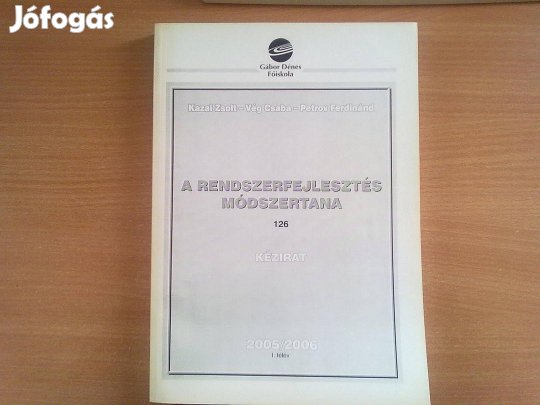 Jófogás
Gábor Dénes
Főiskola
Kazai Zsolt – Vég Csaba – Petrov Ferdinánd
A RENDSZERFEJLESZTÉS
MÓDSZERTANA
126
KÉZIRAT
2005/2006
I. félév